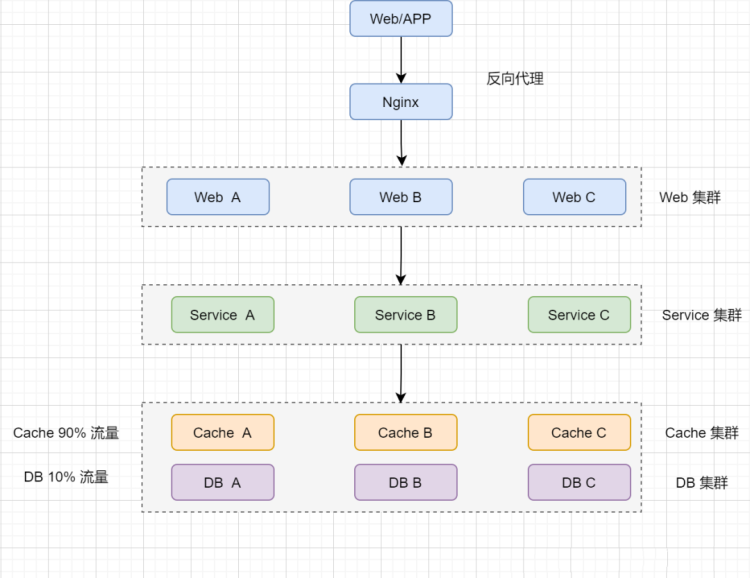 Web/APP
反向代理
Nginx
Web A
Web B
Web C
Web 集群
Service A
Service B
Service C
Service 集群
Cache 90% 流量
Cache A
Cache B
Cache C
Cache 集群
DB 10% 流量
DB A
DB B
DB C
DB 集群